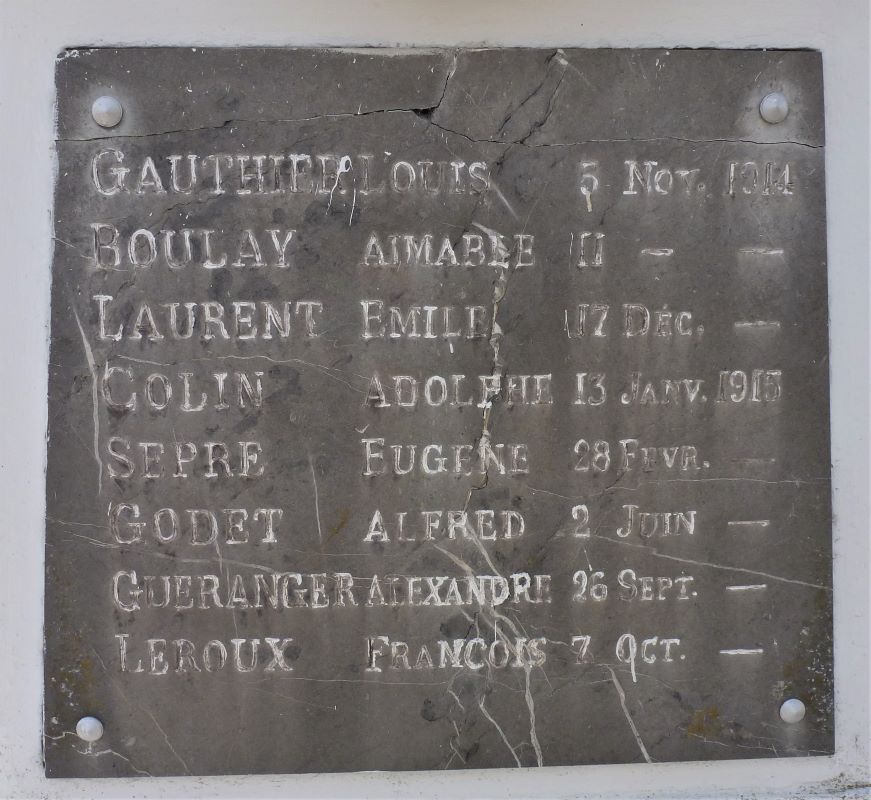 GAUTHIER LOUIS 5 NOV. 1914
BOULAY AIMABLE 11 — —
LAURENT EMILE 17 DÉC. —
COLIN ADOLPHE 13 JANV. 1915
SEPRE EUGENE 28 FEVR. —
GODET ALFRED 2 JUIN —
GUERANGER ALEXANDRE 26 SEPT. —
LEROUX FRANCOIS 7 OCT. —